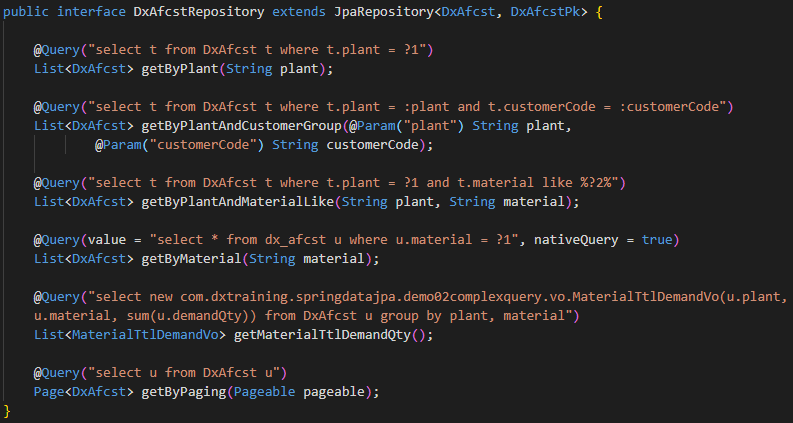 public interface DxAfcstRepository extends JpaRepository<DxAfcst, DxAfcstPk> {
@Query("select t from DxAfcst t where t.plant = ?1")
List<DxAfcst> getByPlant(String plant);
@Query("select t from DxAfcst t where t.plant = :plant and t.customerCode = :customerCode")
List<DxAfcst> getByPlantAndCustomerGroup(@Param("plant") String plant,
@Param("customerCode") String customerCode);
@Query("select t from DxAfcst t where t.plant = ?1 and t.material like %?2%")
List<DxAfcst> getByPlantAndMaterialLike(String plant, String material);
@Query(value = "select * from dx_afcst u where u.material = ?1", nativeQuery = true)
List<DxAfcst> getByMaterial(String material);
@Query("select new com.dxtraining.springdatajpa.demo02complexquery.vo.MaterialTtlDemandVo(u.plant,
u.material, sum(u.demandQty)) from DxAfcst u group by plant, material")
List<MaterialTtlDemandVo> getMaterialTtlDemandQty();
@Query("select u from DxAfcst u")
Page<DxAfcst> getByPaging(Pageable pageable);
}